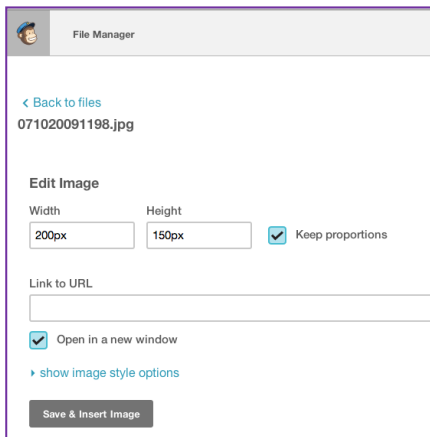 File Manager
< Back to files
071020091198.jpg
Edit Image
Width Height
200px 150px Keep proportions
Link to URL
Open in a new window
show image style options
Save & Insert Image